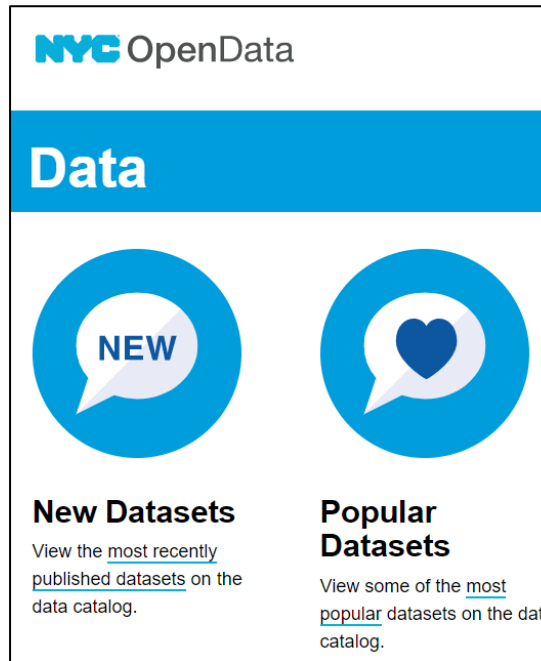 NYC OpenData
Data
NEW
New Datasets
View the most recently
published datasets on the
data catalog.
Popular
Datasets
View some of the most
popular datasets on the dat
catalog.